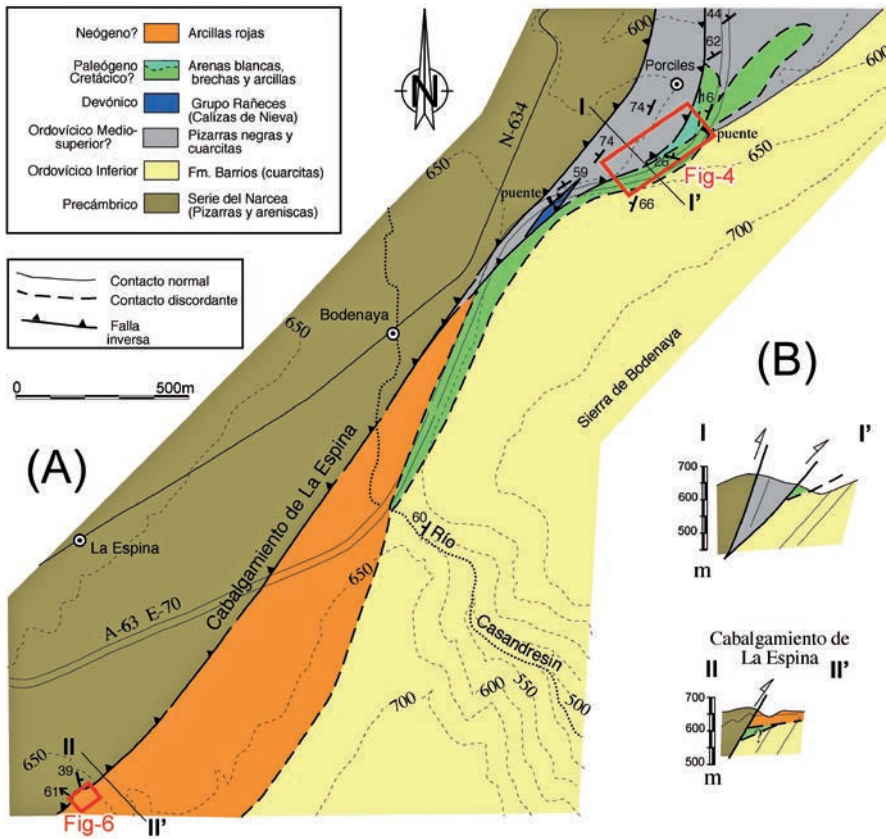 Neógeno? Arcillas rojas
Paleógeno Cretácico? Arenas blancas, brechas y arcillas
Devónico Grupo Rañeces (Calizas de Nieva)
Ordovícico Medio-superior? Pizarras negras y cuarcitas
Ordovícico Inferior Fm. Barrios (cuarcitas)
Precámbrico Serie del Narcea (Pizarras y areniscas)
Contacto normal
Contacto discordante
Falla inversa
0 500m
N
(A)
N-634
600
44
62
Porciles
600
I
74
16
74
puente
26
650
59
Fig-4
puente
I'
66
650
700
650
Bodenaya
Sierra de Bodenaya
Cabalgamiento de La Espina
La Espina
60
Río
Casandresin
650
A-63 E-70
700
600
550
500
II
650
39
61
Fig-6
II'
(B)
I I'
700
600
500
m
Cabalgamiento de
La Espina
II II'
700
600
500
m